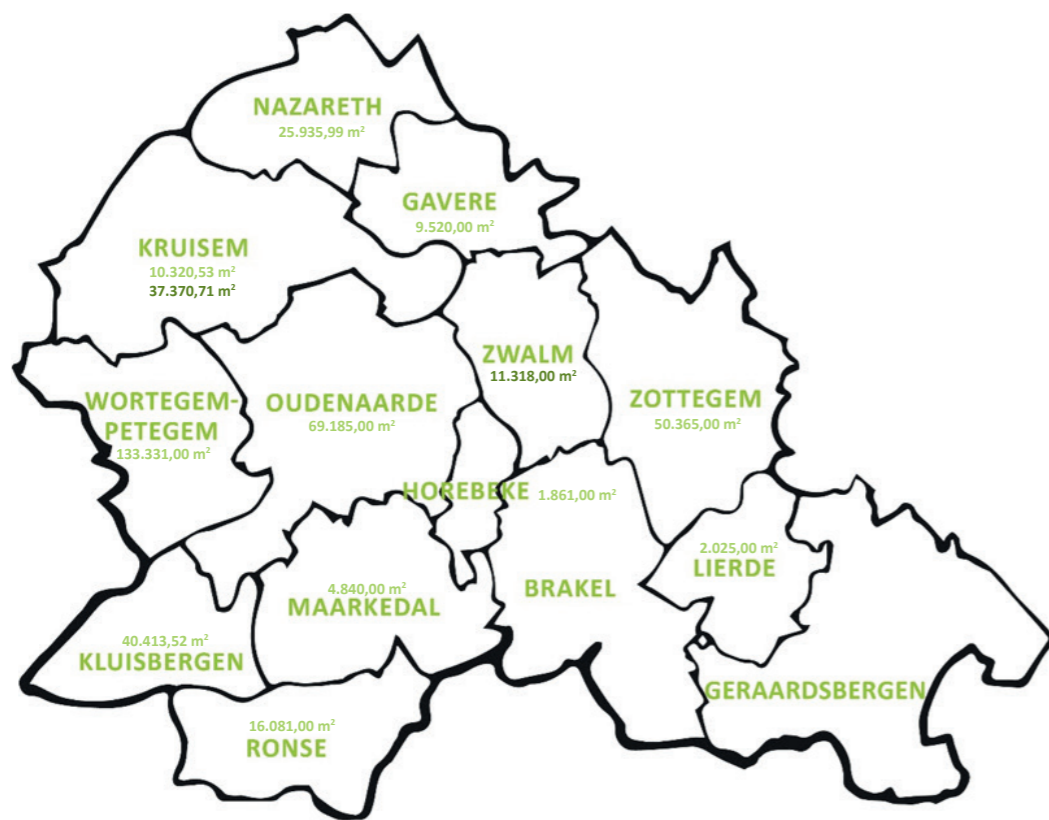 NAZARETH
25.935,99 m²
GAVERE
9.520,00 m²
KRUISEM
10.320,53 m²
37.370,71 m²
ZWALM
11.318,00 m²
WORTEGEM-
PETEGEM
133.331,00 m²
OUDENAARDE
69.185,00 m²
ZOTTEGEM
50.365,00 m²
HOREBEKE
1.861,00 m²
2.025,00 m²
LIERDE
4.840,00 m²
MAARKEDAL
BRAKEL
40.413,52 m²
KLUISBERGEN
GERAARDSBERGEN
16.081,00 m²
RONSE